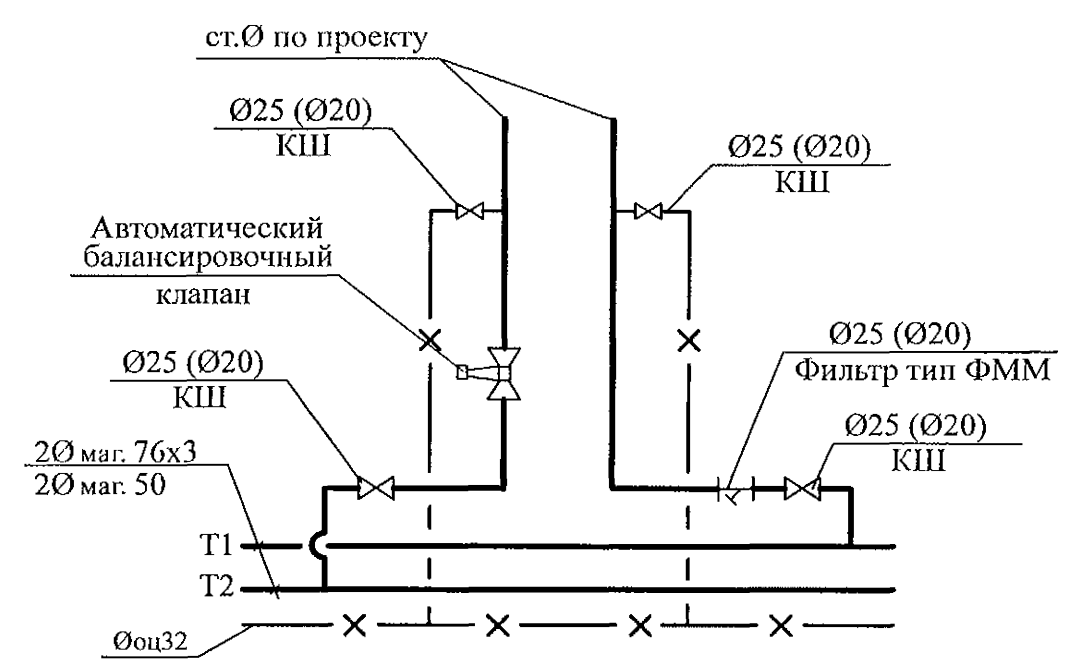 ст.Ø по проекту
Ø25 (Ø20)
КШ
Ø25 (Ø20)
КШ
Автоматический
балансировочный
клапан
Ø25 (Ø20)
Фильтр тип ФММ
Ø25 (Ø20)
КШ
Ø25 (Ø20)
КШ
2Ø маг. 76х3
2Ø маг. 50
Т1
Т2
Øоц32